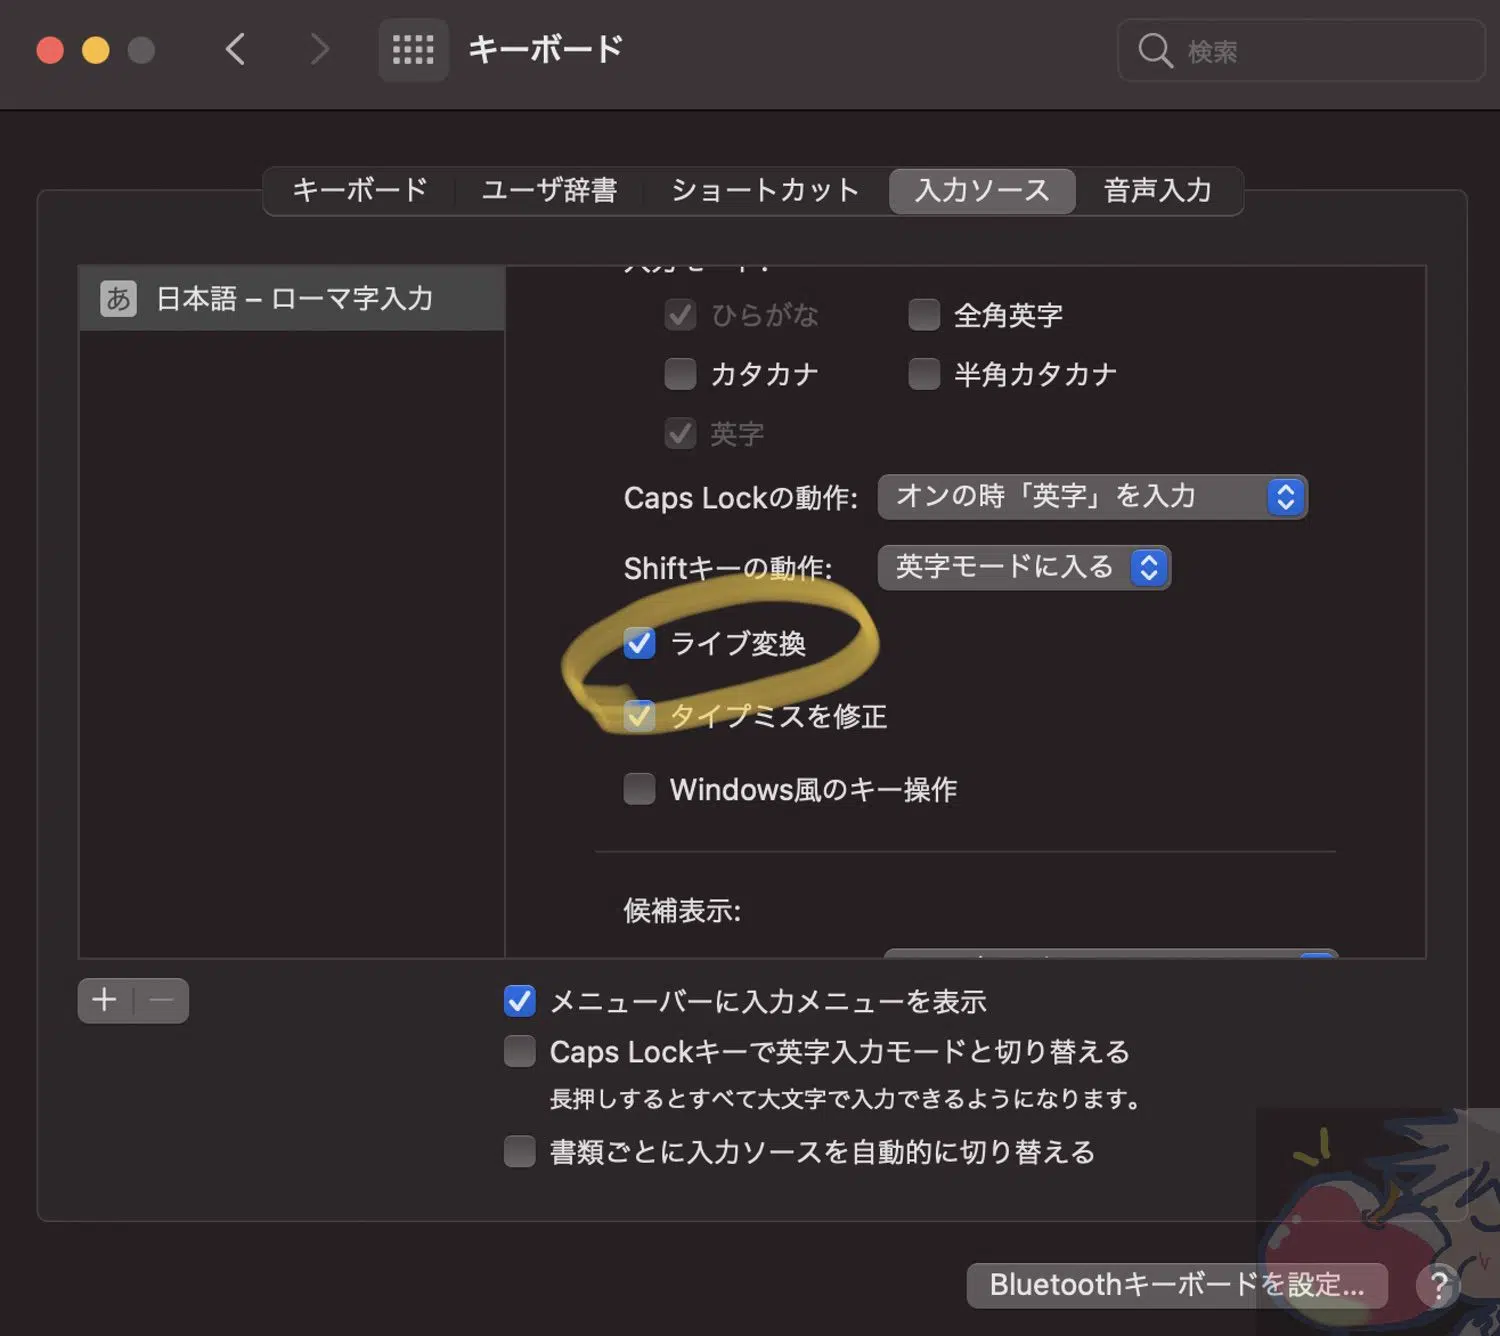 キーボード
検索
キーボード
ユーザ辞書
ショートカット
入力ソース
音声入力
あ 日本語 – ローマ字入力
ひらがな
全角英字
カタカナ
半角カタカナ
英字
Caps Lockの動作: オンの時「英字」を入力
Shiftキーの動作: 英字モードに入る
ライブ変換
タイプミスを修正
Windows風のキー操作
候補表示:
メニューバーに入力メニューを表示
Caps Lockキーで英字入力モードと切り替える
長押しするとすべて大文字で入力できるようになります。
書類ごとに入力ソースを自動的に切り替える
Bluetoothキーボードを設定...
?